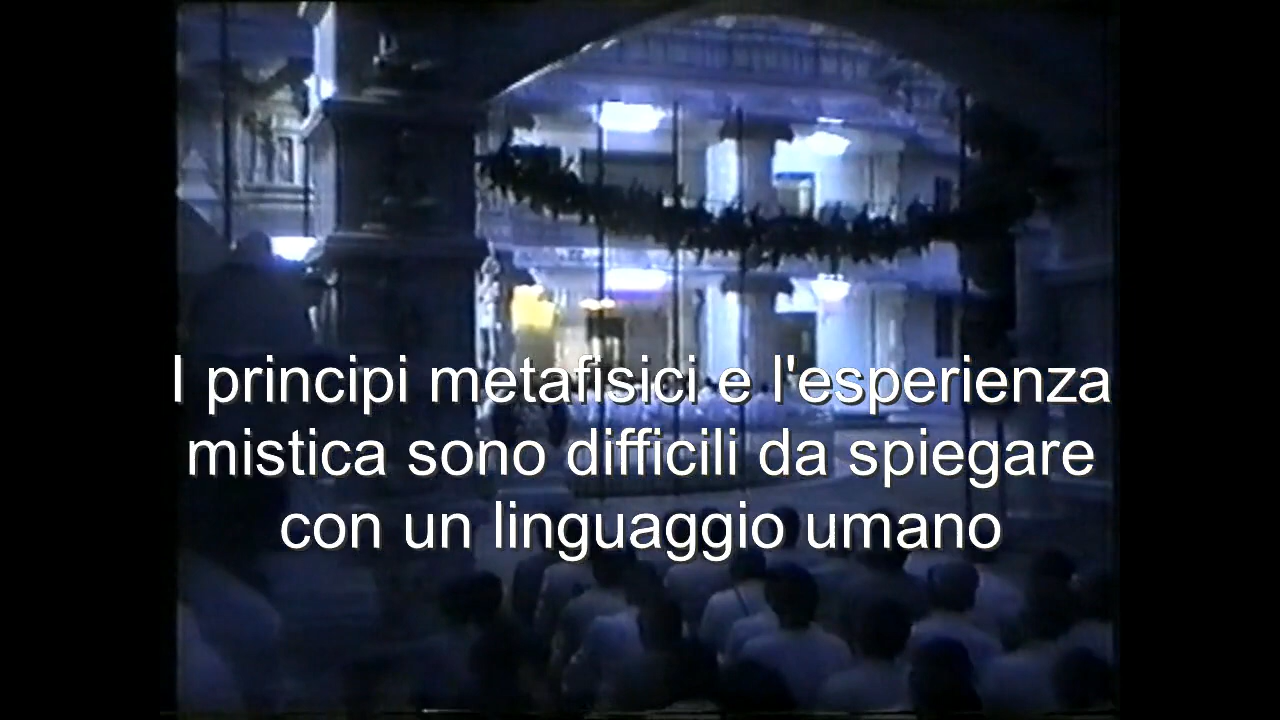 I principi metafisici e l'esperienza
mistica sono difficili da spiegare
con un linguaggio umano